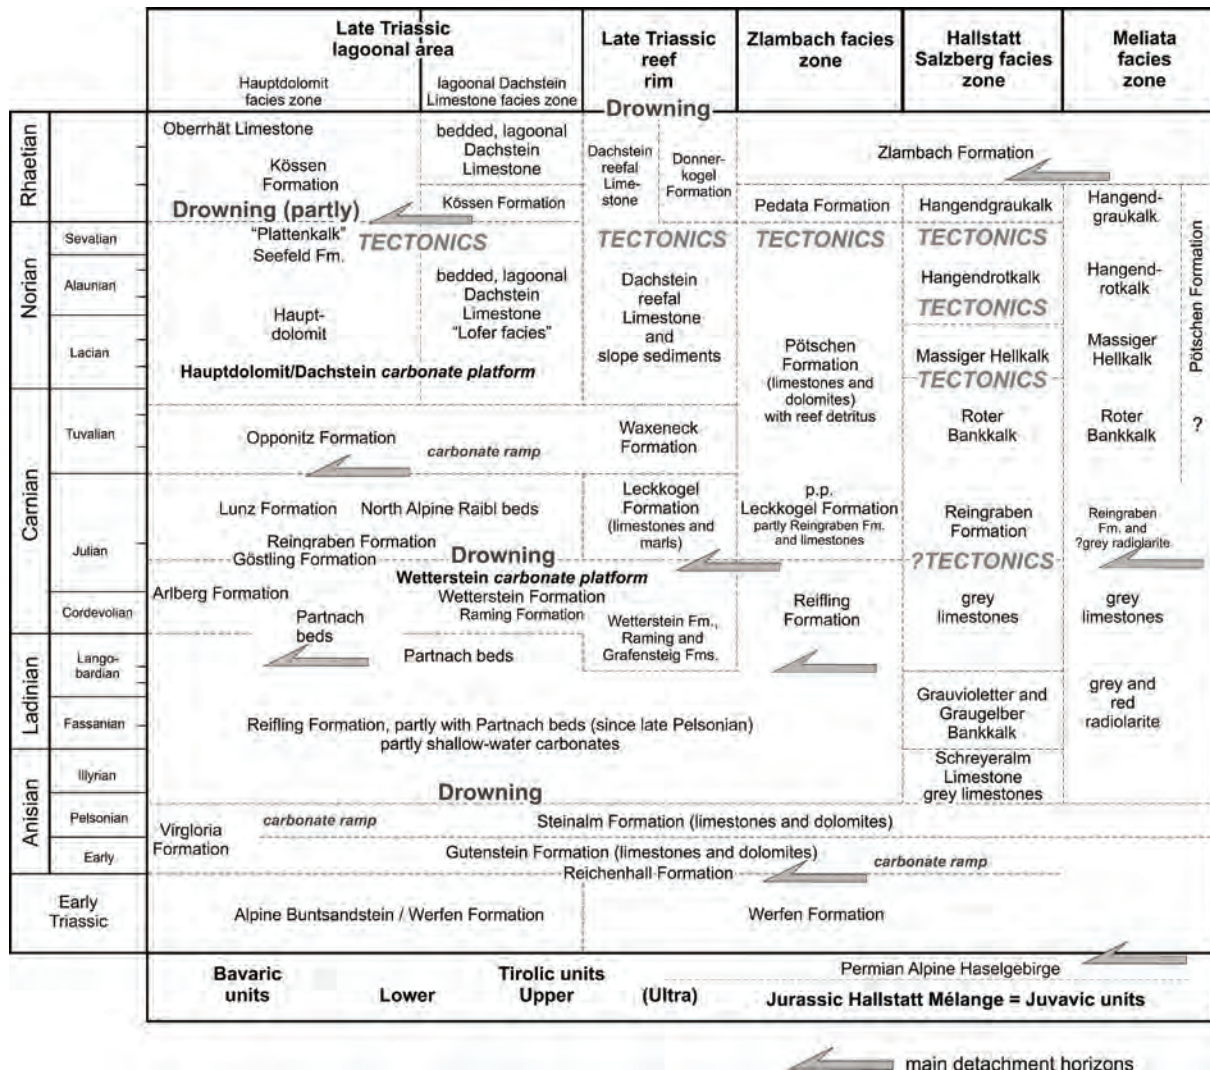 Late Triassic
lagoonal area
Hauptdolomit
facies zone
lagoonal Dachstein
Limestone facies zone
Late Triassic
reef
rim
Zlambach facies
zone
Hallstatt
Salzberg facies
zone
Meliata
facies
zone
Drowning
Rhaetian
Oberrhät Limestone
Kössen
Formation
Drowning (partly)
bedded, lagoonal
Dachstein
Limestone
Kössen Formation
Dachstein
reefal
Lime-
stone
Donner-
kogel
Formation
Zlambach Formation
Pedata Formation
Hangendgraukalk
Hangend-
graukalk
Norian
Sevatian
Alaunian
Lacian
"Plattenkalk"
Seefeld Fm.
TECTONICS
TECTONICS
TECTONICS
TECTONICS
Haupt-
dolomit
bedded, lagoonal
Dachstein
Limestone
"Lofer facies"
Hauptdolomit/Dachstein carbonate platform
Dachstein
reefal
Limestone
and
slope sediments
Pötschen
Formation
(limestones and
dolomites)
with reef detritus
Hangendrotkalk
TECTONICS
Massiger Hellkalk
TECTONICS
Hangend-
rotkalk
Massiger
Hellkalk
Pötschen Formation
?
Carnian
Tuvalian
Julian
Cordevolian
Opponitz Formation
carbonate ramp
Waxeneck
Formation
Roter
Bankkalk
Roter
Bankkalk
Lunz Formation
North Alpine Raibl beds
Reingraben Formation
Göstling Formation
Drowning
Leckkogel
Formation
(limestones and
marls)
p.p.
Leckkogel Formation
partly Reingraben Fm.
and limestones
Reingraben
Formation
?TECTONICS
Reingraben
Fm. and
?grey radiolarite
Wetterstein carbonate platform
Wetterstein Formation
Raming Formation
Arlberg Formation
Partnach
beds
Wetterstein Fm.,
Raming and
Grafensteig Fms.
Reifling
Formation
grey
limestones
grey
limestones
Ladinian
Lango-
bardian
Fassanian
Partnach beds
Reifling Formation, partly with Partnach beds (since late Pelsonian)
partly shallow-water carbonates
Grauvioletter and
Graugelber
Bankkalk
grey and
red
radiolarite
Anisian
Illyrian
Pelsonian
Early
Drowning
Schreyeralm
Limestone
grey limestones
Virgloria
Formation
carbonate ramp
Steinalm Formation (limestones and dolomites)
Gutenstein Formation (limestones and dolomites)
Reichenhall Formation
carbonate ramp
Early
Triassic
Alpine Buntsandstein / Werfen Formation
Werfen Formation
Bavaric
units
Lower
Tirolic units
Upper
(Ultra)
Permian Alpine Haselgebirge
Jurassic Hallstatt Mélange = Juvavic units
main detachment horizons